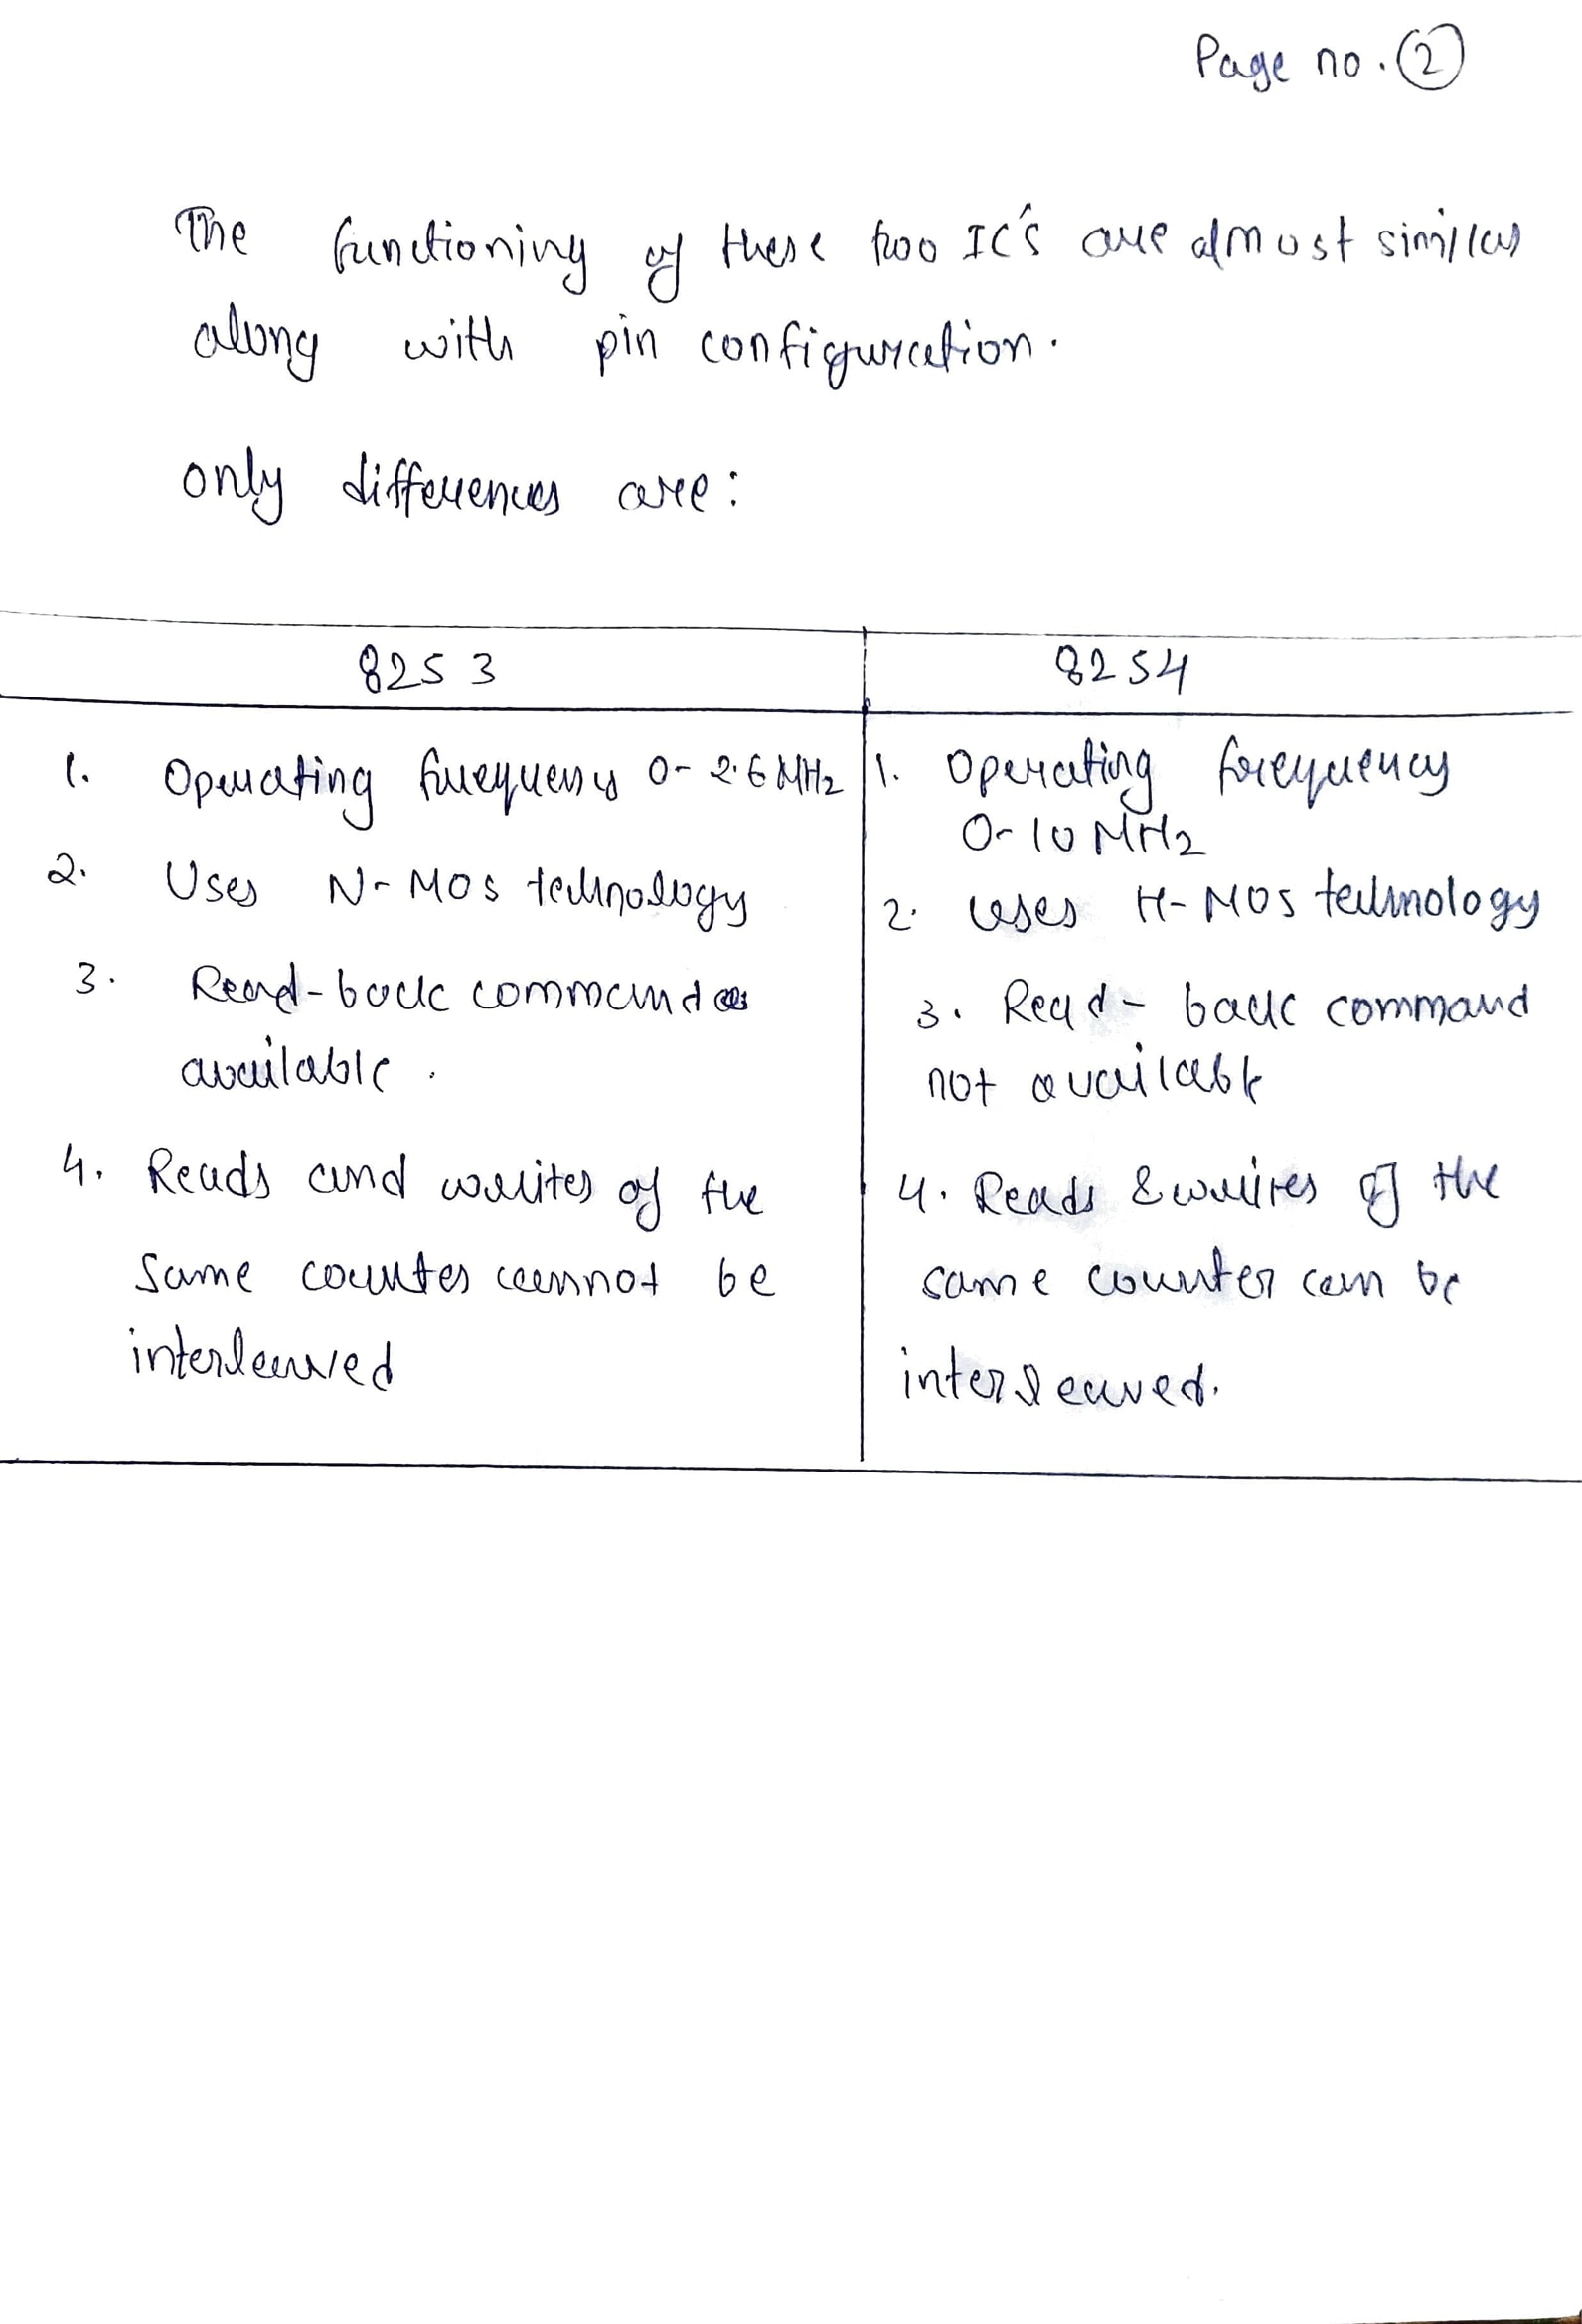 Page no. 2
The functioning of these two IC's are almost similar
along with pin configuration.
only differences are:
8253
8254
1. Operating frequency 0-2.6 MHz
2. Uses N-MOS technology
3. Read-back command
available.
4. Reads and writes of the
same counter cannot be
interleaved
1. Operating frequency
0-10 MHz
2. uses H-MOS technology
3. Read-back command
not available
4. Reads & writes of the
same counter can be
interleaved.